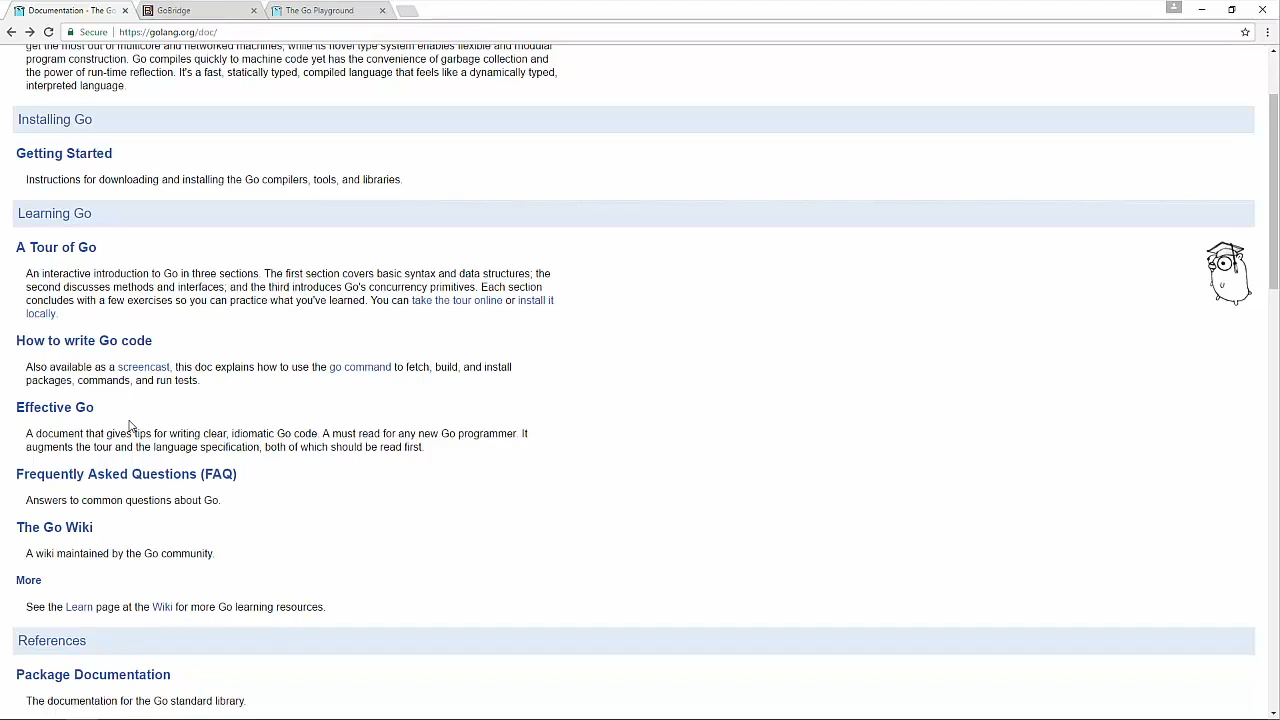 Documentation - The Go
GoBridge
The Go Playground
Secure
https://golang.org/doc/
get the most out of multicore and networked machines, while its novel type system enables flexible and modular
program construction. Go compiles quickly to machine code yet has the convenience of garbage collection and
the power of run-time reflection. It's a fast, statically typed, compiled language that feels like a dynamically typed,
interpreted language.
Installing Go
Getting Started
Instructions for downloading and installing the Go compilers, tools, and libraries.
Learning Go
A Tour of Go
An interactive introduction to Go in three sections. The first section covers basic syntax and data structures; the
second discusses methods and interfaces; and the third introduces Go's concurrency primitives. Each section
concludes with a few exercises so you can practice what you've learned. You can take the tour online or install it
locally.
How to write Go code
Also available as a screencast, this doc explains how to use the go command to fetch, build, and install
packages, commands, and run tests.
Effective Go
A document that gives tips for writing clear, idiomatic Go code. A must read for any new Go programmer. It
augments the tour and the language specification, both of which should be read first.
Frequently Asked Questions (FAQ)
Answers to common questions about Go.
The Go Wiki
A wiki maintained by the Go community.
More
See the Learn page at the Wiki for more Go learning resources.
References
Package Documentation
The documentation for the Go standard library.